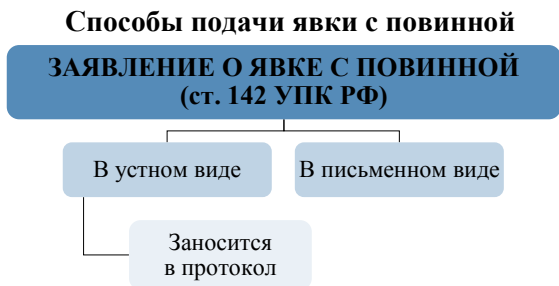 Способы подачи явки с повинной
ЗАЯВЛЕНИЕ О ЯВКЕ С ПОВИННОЙ
(ст. 142 УПК РФ)
В устном виде
В письменном виде
Заносится
в протокол